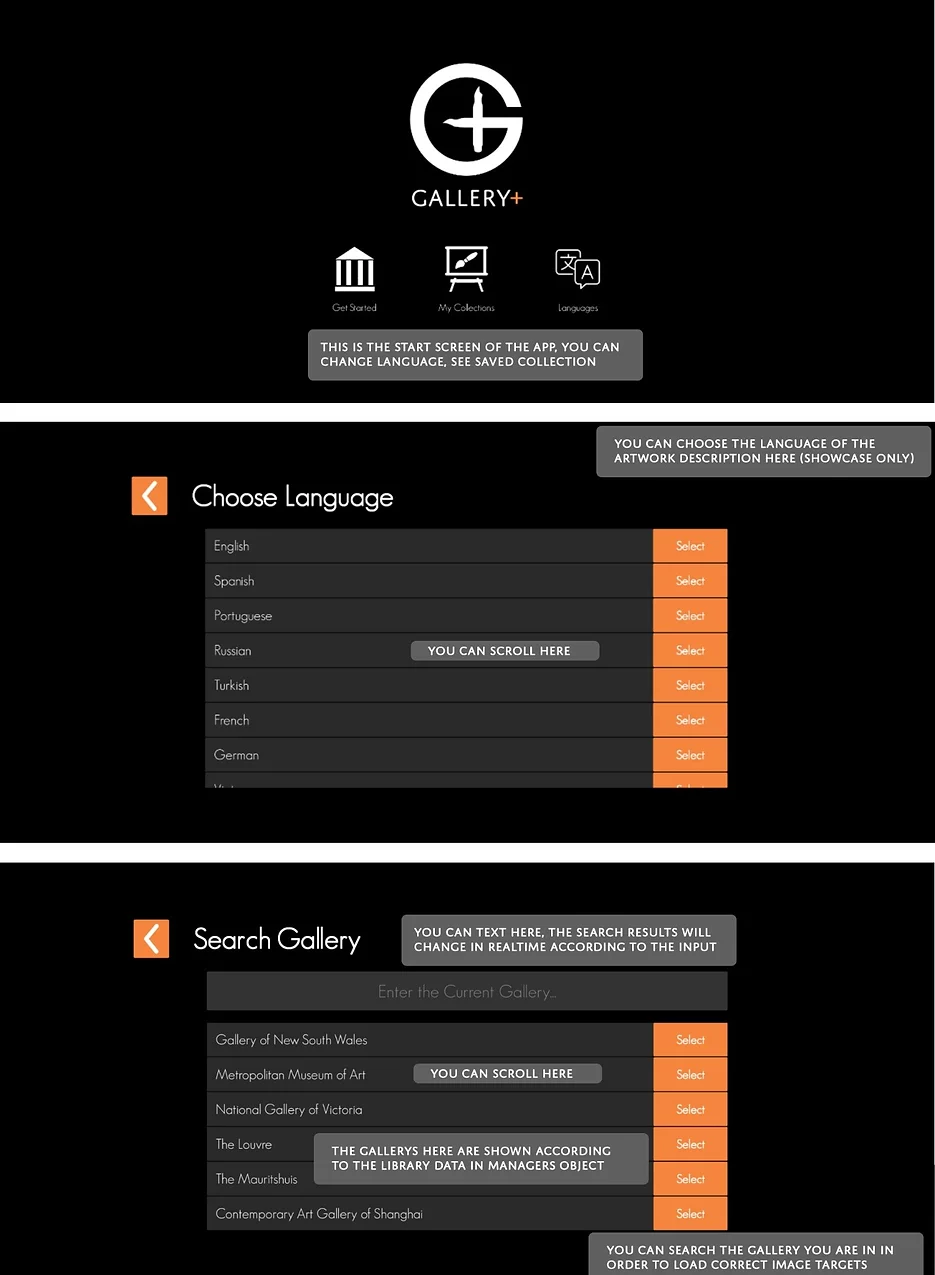 GALLERY+
Get Started
My Collections
Languages
THIS IS THE START SCREEN OF THE APP, YOU CAN
CHANGE LANGUAGE, SEE SAVED COLLECTION
YOU CAN CHOOSE THE LANGUAGE OF THE
ARTWORK DESCRIPTION HERE (SHOWCASE ONLY)
Choose Language
English Select
Spanish Select
Portuguese Select
Russian YOU CAN SCROLL HERE Select
Turkish Select
French Select
German Select
Search Gallery
YOU CAN TEXT HERE, THE SEARCH RESULTS WILL
CHANGE IN REALTIME ACCORDING TO THE INPUT
Enter the Current Gallery...
Gallery of New South Wales Select
Metropolitan Museum of Art YOU CAN SCROLL HERE Select
National Gallery of Victoria Select
The Louvre Select
THE GALLERYS HERE ARE SHOWN ACCORDING
TO THE LIBRARY DATA IN MANAGERS OBJECT
The Mauritshuis Select
Contemporary Art Gallery of Shanghai Select
YOU CAN SEARCH THE GALLERY YOU ARE IN IN
ORDER TO LOAD CORRECT IMAGE TARGETS